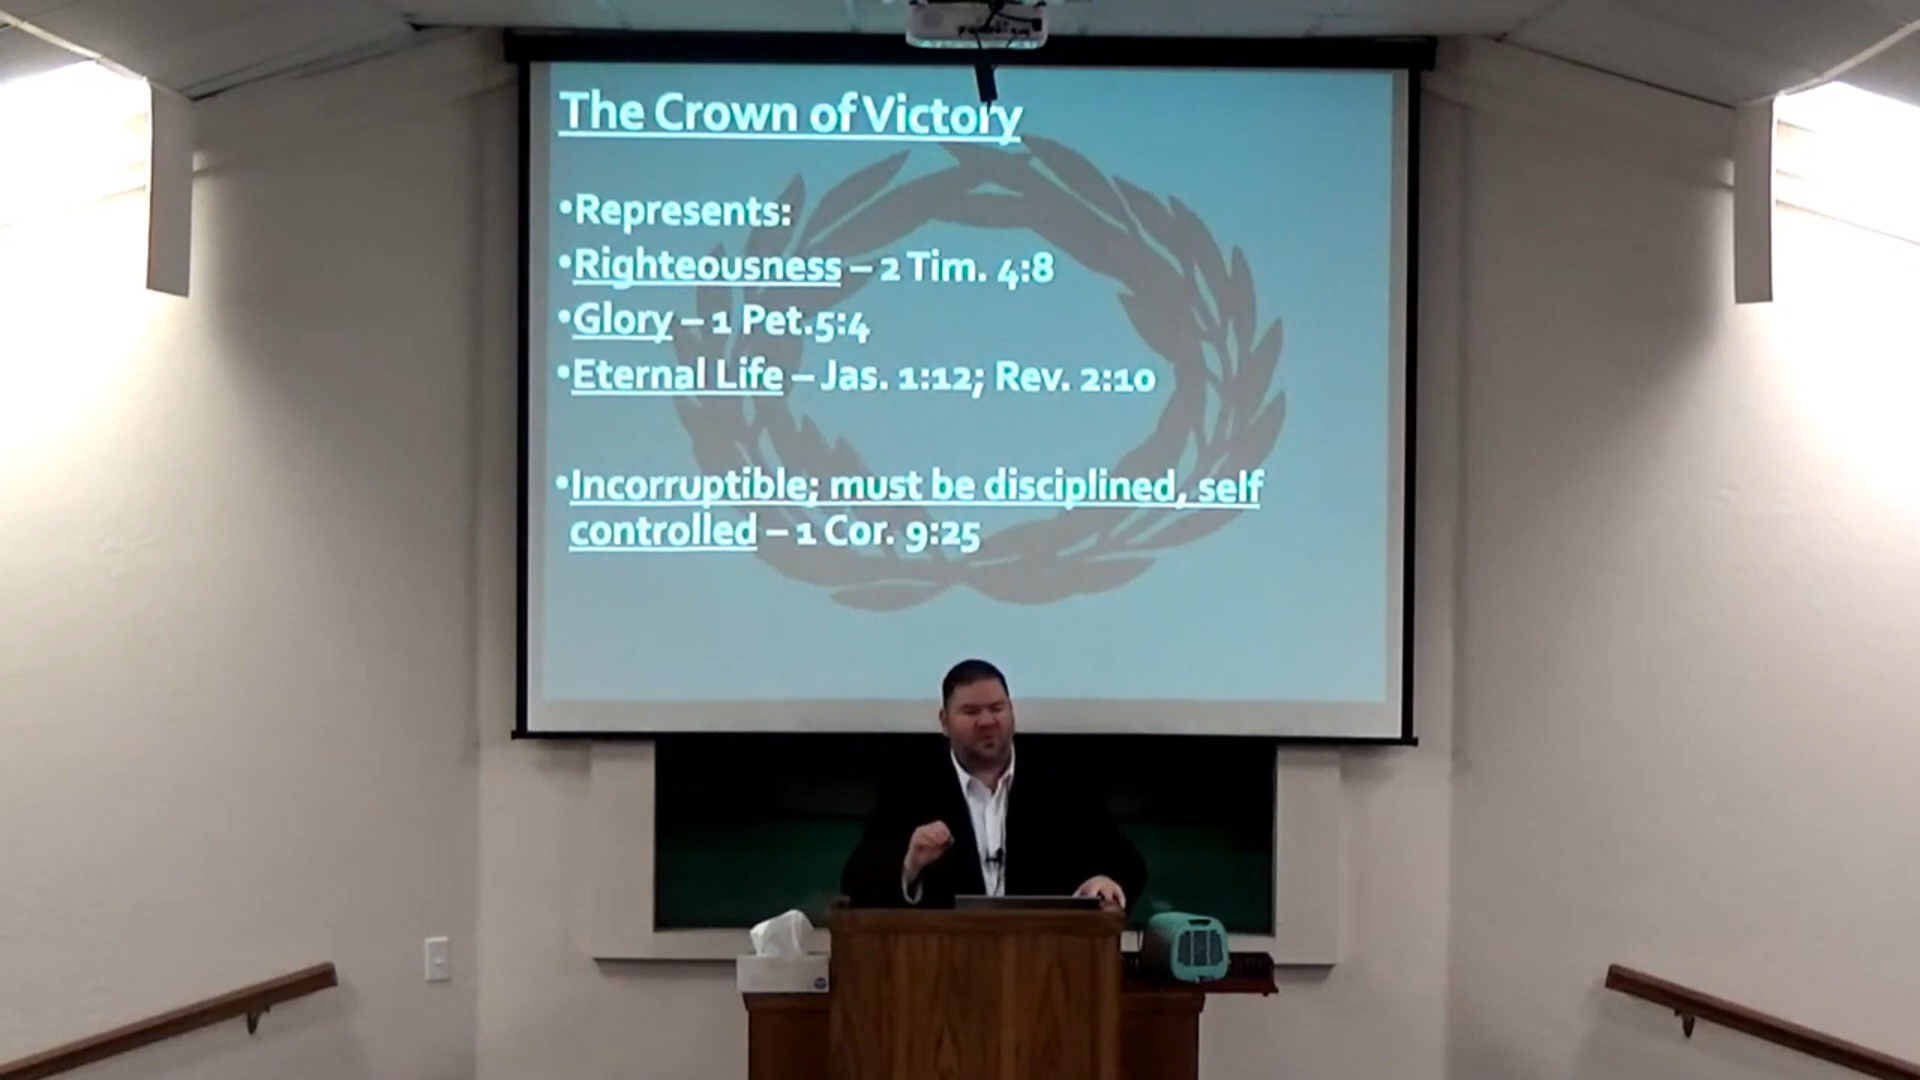 The Crown of Victory
•Represents:
•Righteousness – 2 Tim. 4:8
•Glory – 1 Pet.5:4
•Eternal Life – Jas. 1:12; Rev. 2:10
•Incorruptible; must be disciplined, self
controlled – 1 Cor. 9:25